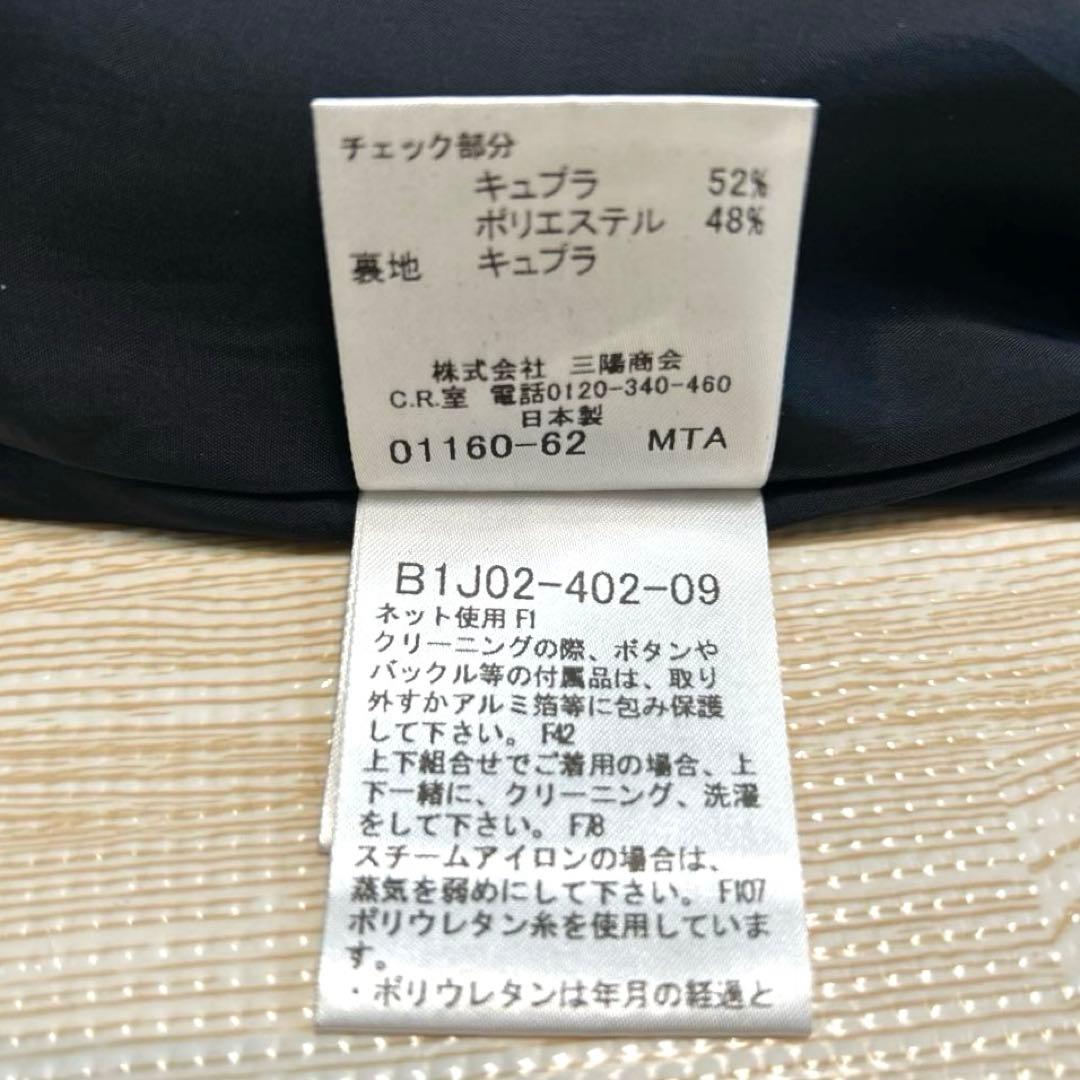 チェック部分
キュプラ 52%
ポリエステル 48%
裏地 キュプラ
株式会社 三陽商会
C.R.室 電話0120-340-460
日本製
01160-62 MTA
B1J02-402-09
ネット使用 F1
クリーニングの際、ボタンや
バックル等の付属品は、取り
外すかアルミ箔等に包み保護
して下さい。 F42
上下組合せでご着用の場合、上
下一緒に、クリーニング、洗濯
をして下さい。 F78
スチームアイロンの場合は、
蒸気を弱めにして下さい。 F107
ポリウレタン糸を使用していま
す。
・ポリウレタンは年月の経過と